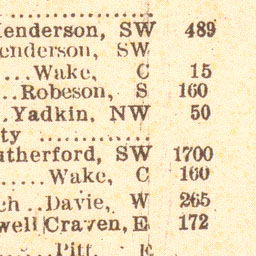 Henderson, SW 489
enderson, SW
....Wake, C 15
...Robeson, S 160
..Yadkin, NW 50
ty ............
utherford, SW 1700
......Wake, C 160
ch ..Davie, W 265
well Craven, E 172
......Pitt, E